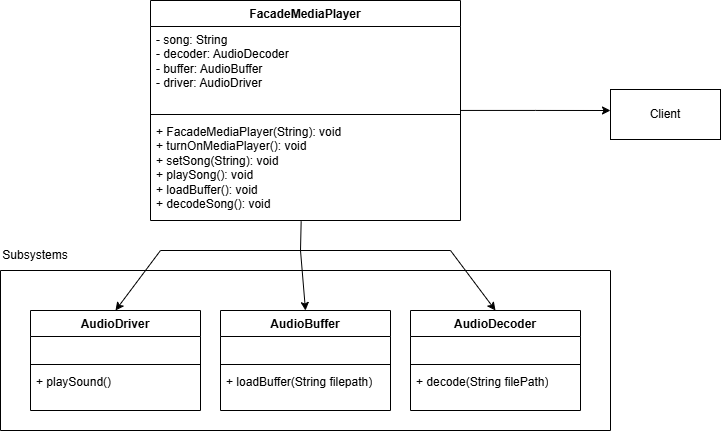 FacadeMediaPlayer
- song: String
- decoder: AudioDecoder
- buffer: AudioBuffer
- driver: AudioDriver
+ FacadeMediaPlayer(String): void
+ turnOnMediaPlayer(): void
+ setSong(String): void
+ playSong(): void
+ loadBuffer(): void
+ decodeSong(): void
Client
Subsystems
AudioDriver
+ playSound()
AudioBuffer
+ loadBuffer(String filepath)
AudioDecoder
+ decode(String filePath)